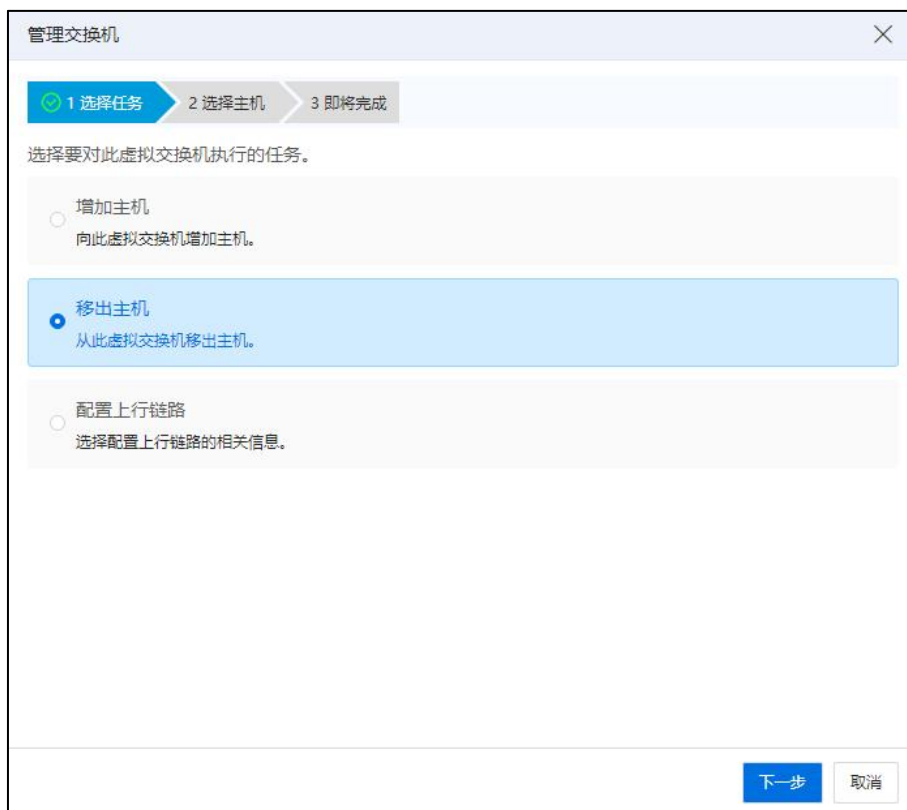 管理交换机
1 选择任务
2 选择主机
3 即将完成
选择要对此虚拟交换机执行的任务。
增加主机
向此虚拟交换机增加主机。
移出主机
从此虚拟交换机移出主机。
配置上行链路
选择配置上行链路的相关信息。
下一步
取消